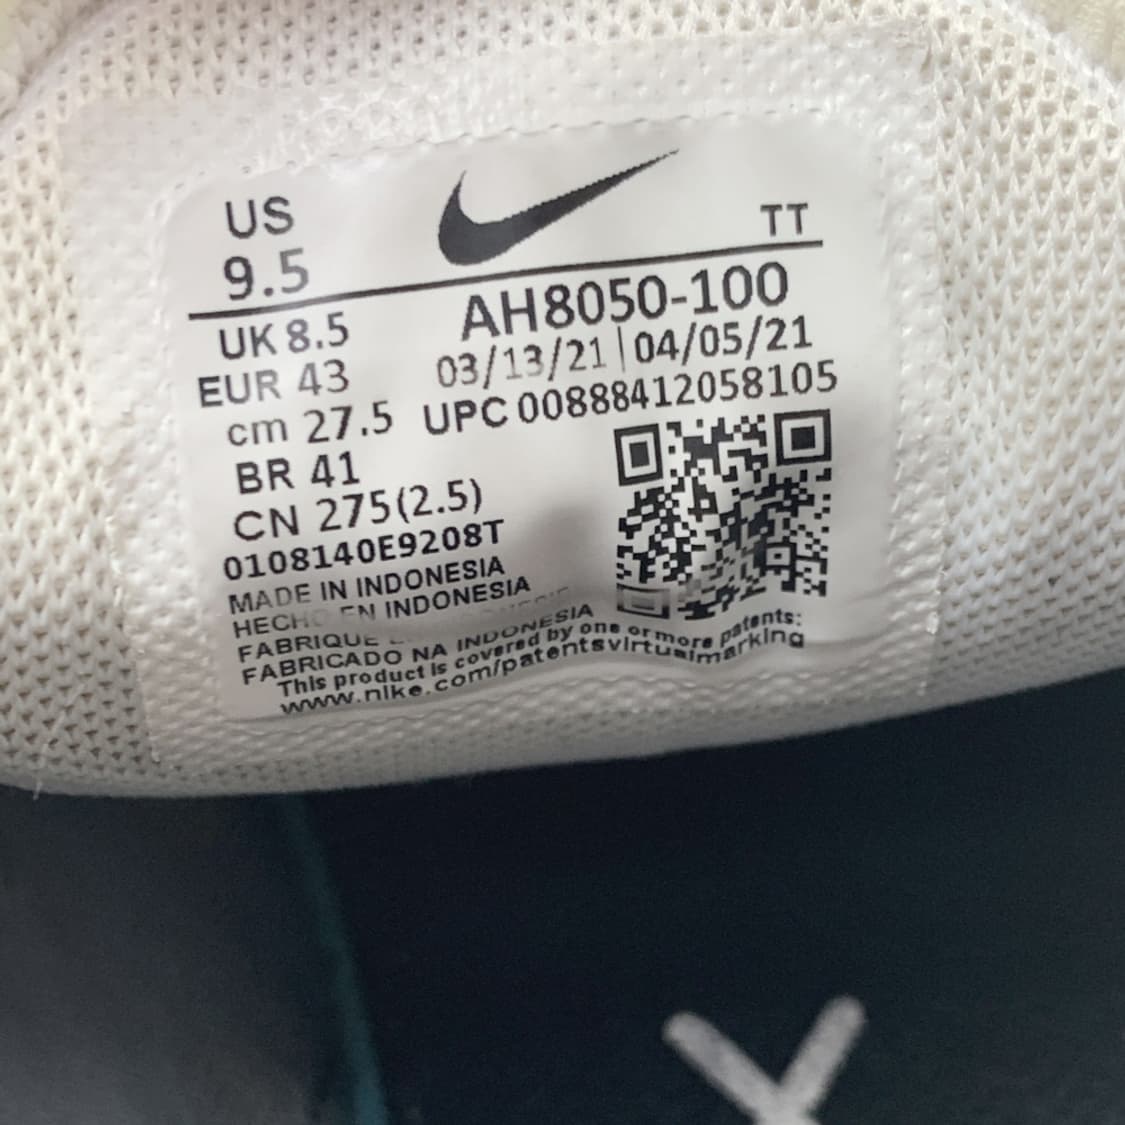 US
9.5
TT
UK 8.5
EUR 43
cm 27.5
BR 41
CN 275(2.5)
AH8050-100
03/13/21 | 04/05/21
UPC 00888412058105
0108140E9208T
MADE IN INDONESIA
HECHO EN INDONESIA
FABRIQUE
FABRICADO NA INDONESIA
This product is covered by one or more patents:
www.nike.com/patentsvirtualmarking